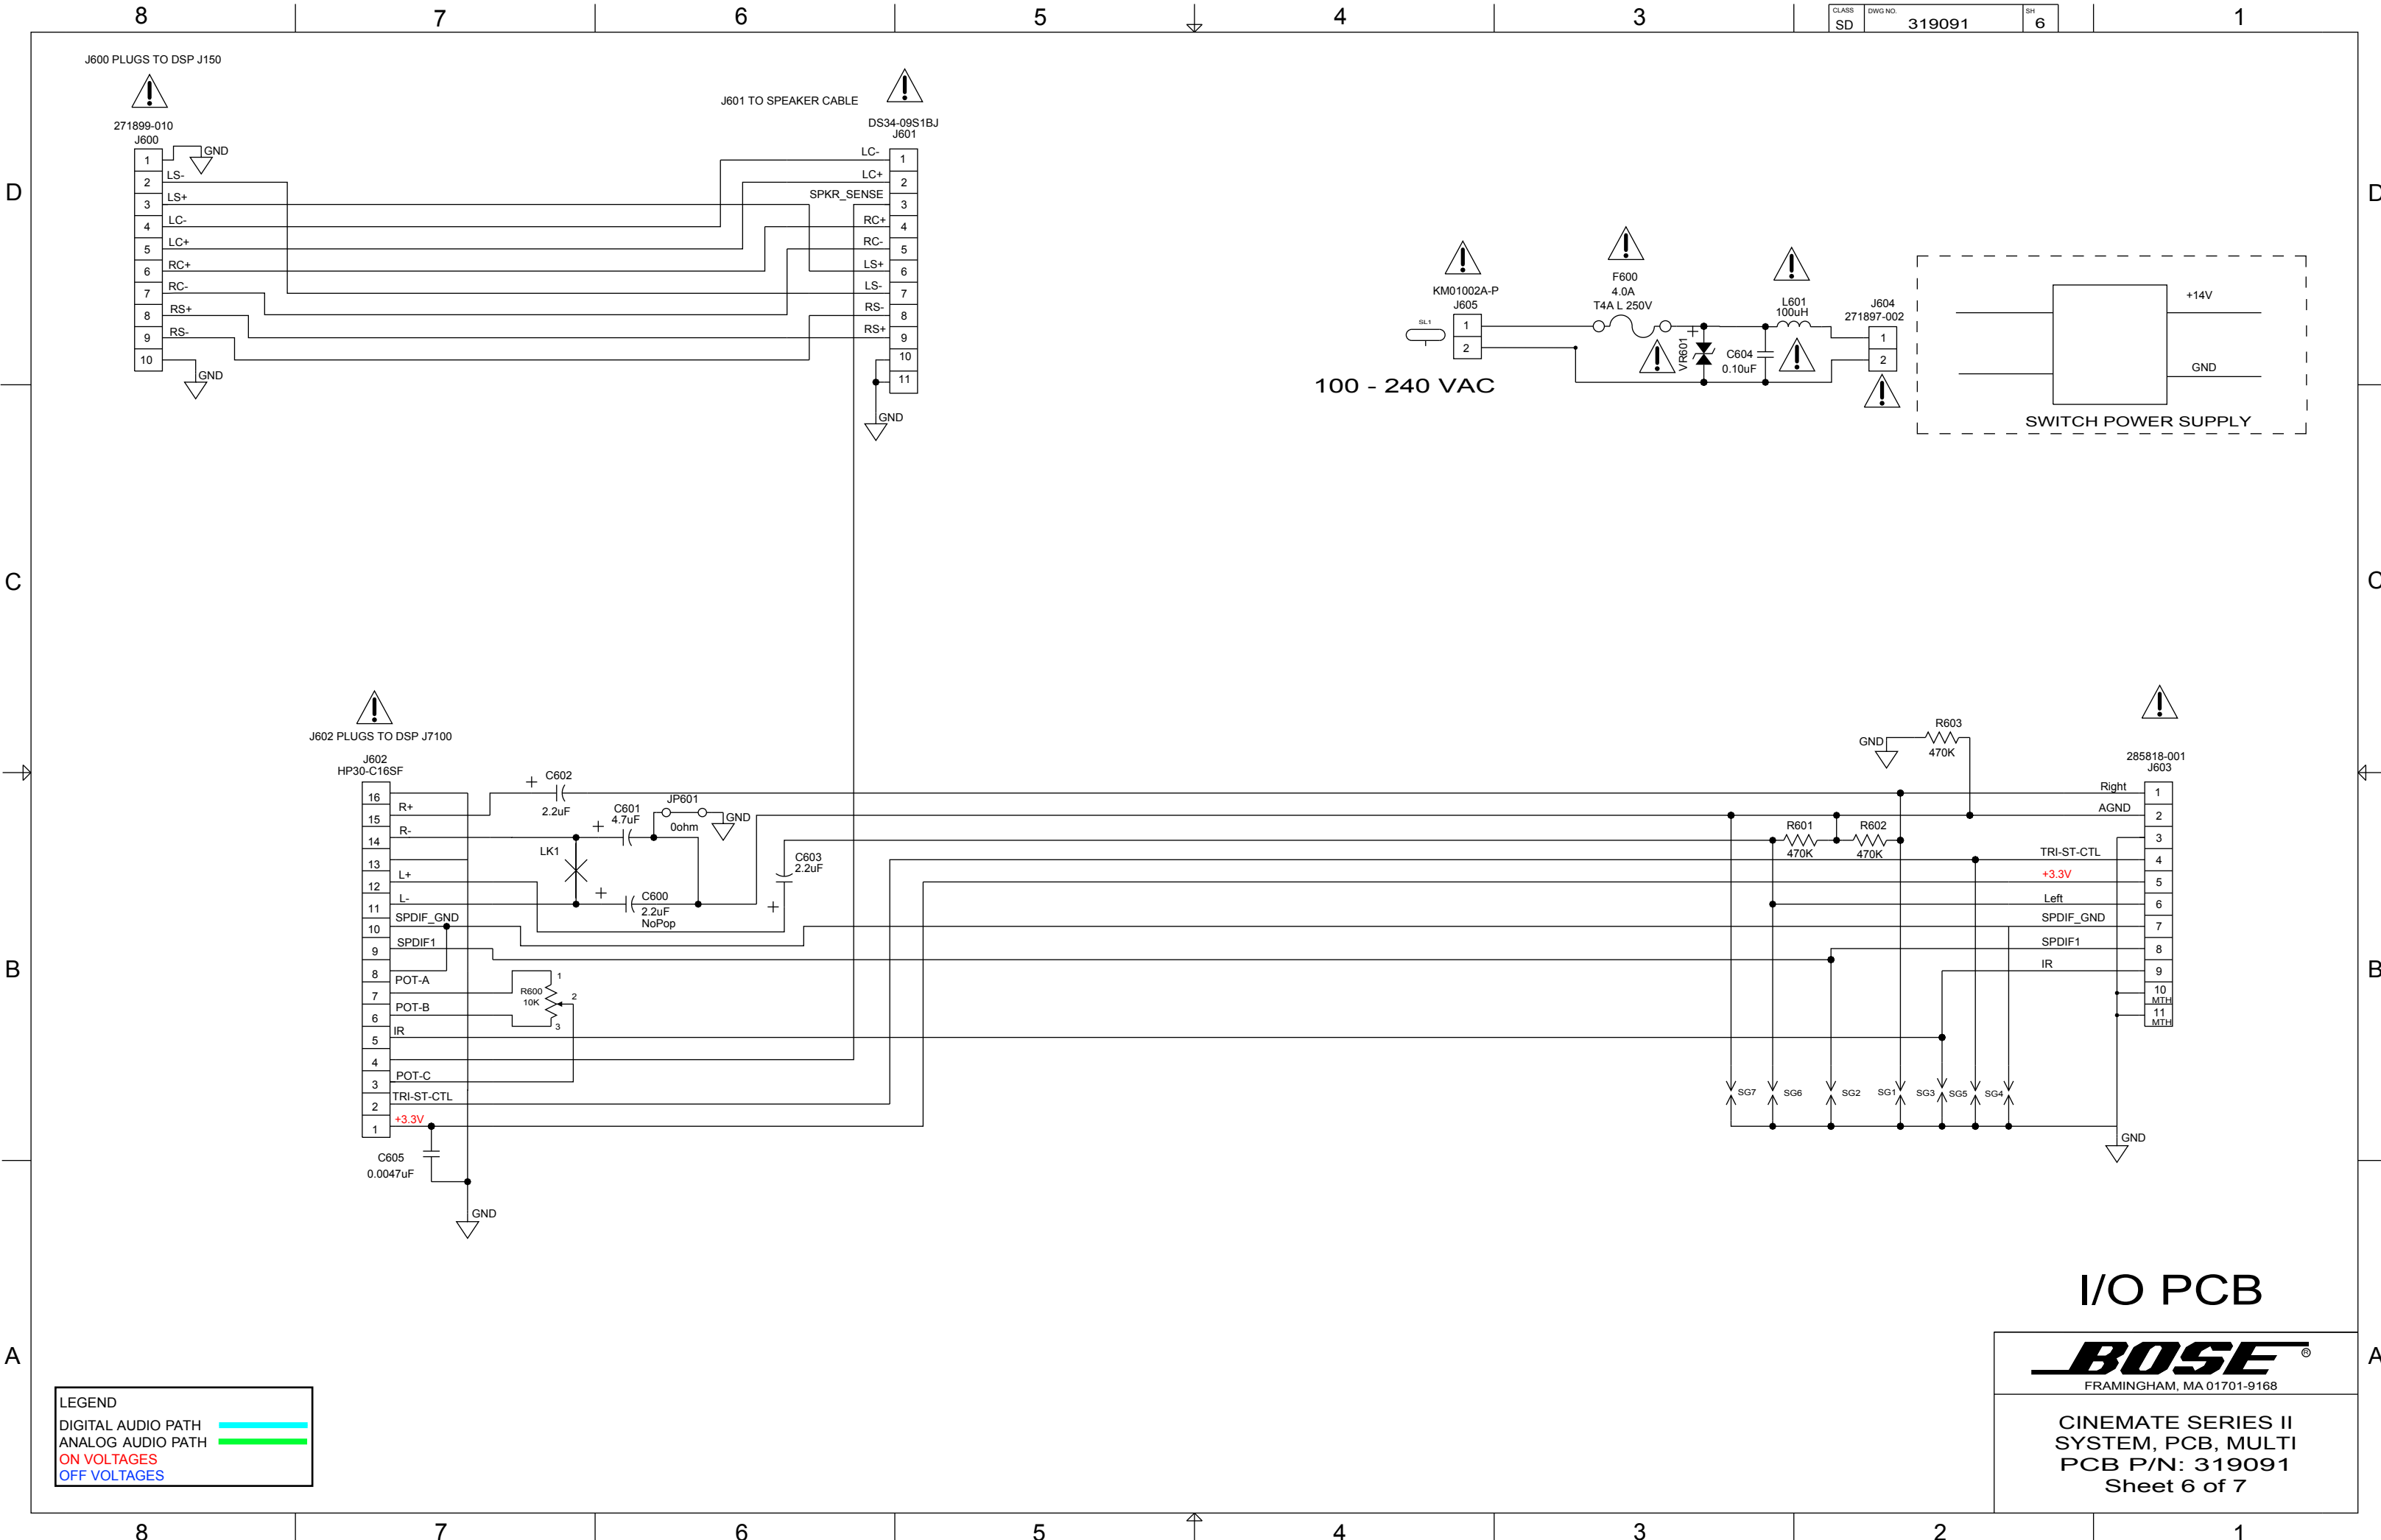 8 7 6 5 4 3 1
CLASS
SD
DWG NO.
319091
SH
6
J600 PLUGS TO DSP J150
271899-010
J600
1 GND
2 LS-
3 LS+
4 LC-
5 LC+
6 RC+
7 RC-
8 RS+
9 RS-
10 GND
J601 TO SPEAKER CABLE
DS34-09S1BJ
J601
LC- 1
LC+ 2
SPKR_SENSE 3
RC+ 4
RC- 5
LS+ 6
LS- 7
RS- 8
RS+ 9
10
11
GND
D D
SL1
KM01002A-P
J605
1
2
100 - 240 VAC
F600
4.0A
T4A L 250V
VR601
+
C604
0.10uF
L601
100uH
J604
271897-002
1
2
+14V
GND
SWITCH POWER SUPPLY
C C
J602 PLUGS TO DSP J7100
J602
HP30-C16SF
16
R+
15
R-
14
13
L+
12
L-
11
SPDIF_GND
10
SPDIF1
9
8
POT-A
7
POT-B
6
IR
5
4
POT-C
3
TRI-ST-CTL
2
+3.3V
1
C605
0.0047uF
GND
+ C602
2.2uF
+ C601
4.7uF
JP601
0ohm
GND
LK1
+ C600
2.2uF
NoPop
C603
2.2uF
+
R600
10K
1
2
3
GND
R603
470K
R601
470K
R602
470K
285818-001
J603
Right 1
AGND 2
3
TRI-ST-CTL 4
+3.3V 5
Left 6
SPDIF_GND 7
SPDIF1 8
IR 9
10
MTH
11
MTH
SG7 SG6 SG2 SG1 SG3 SG5 SG4
GND
B B
I/O PCB
A A
BOSE ®
FRAMINGHAM, MA 01701-9168
CINEMATE SERIES II
SYSTEM, PCB, MULTI
PCB P/N: 319091
Sheet 6 of 7
LEGEND
DIGITAL AUDIO PATH
ANALOG AUDIO PATH
ON VOLTAGES
OFF VOLTAGES
8 7 6 5 4 3 2 1